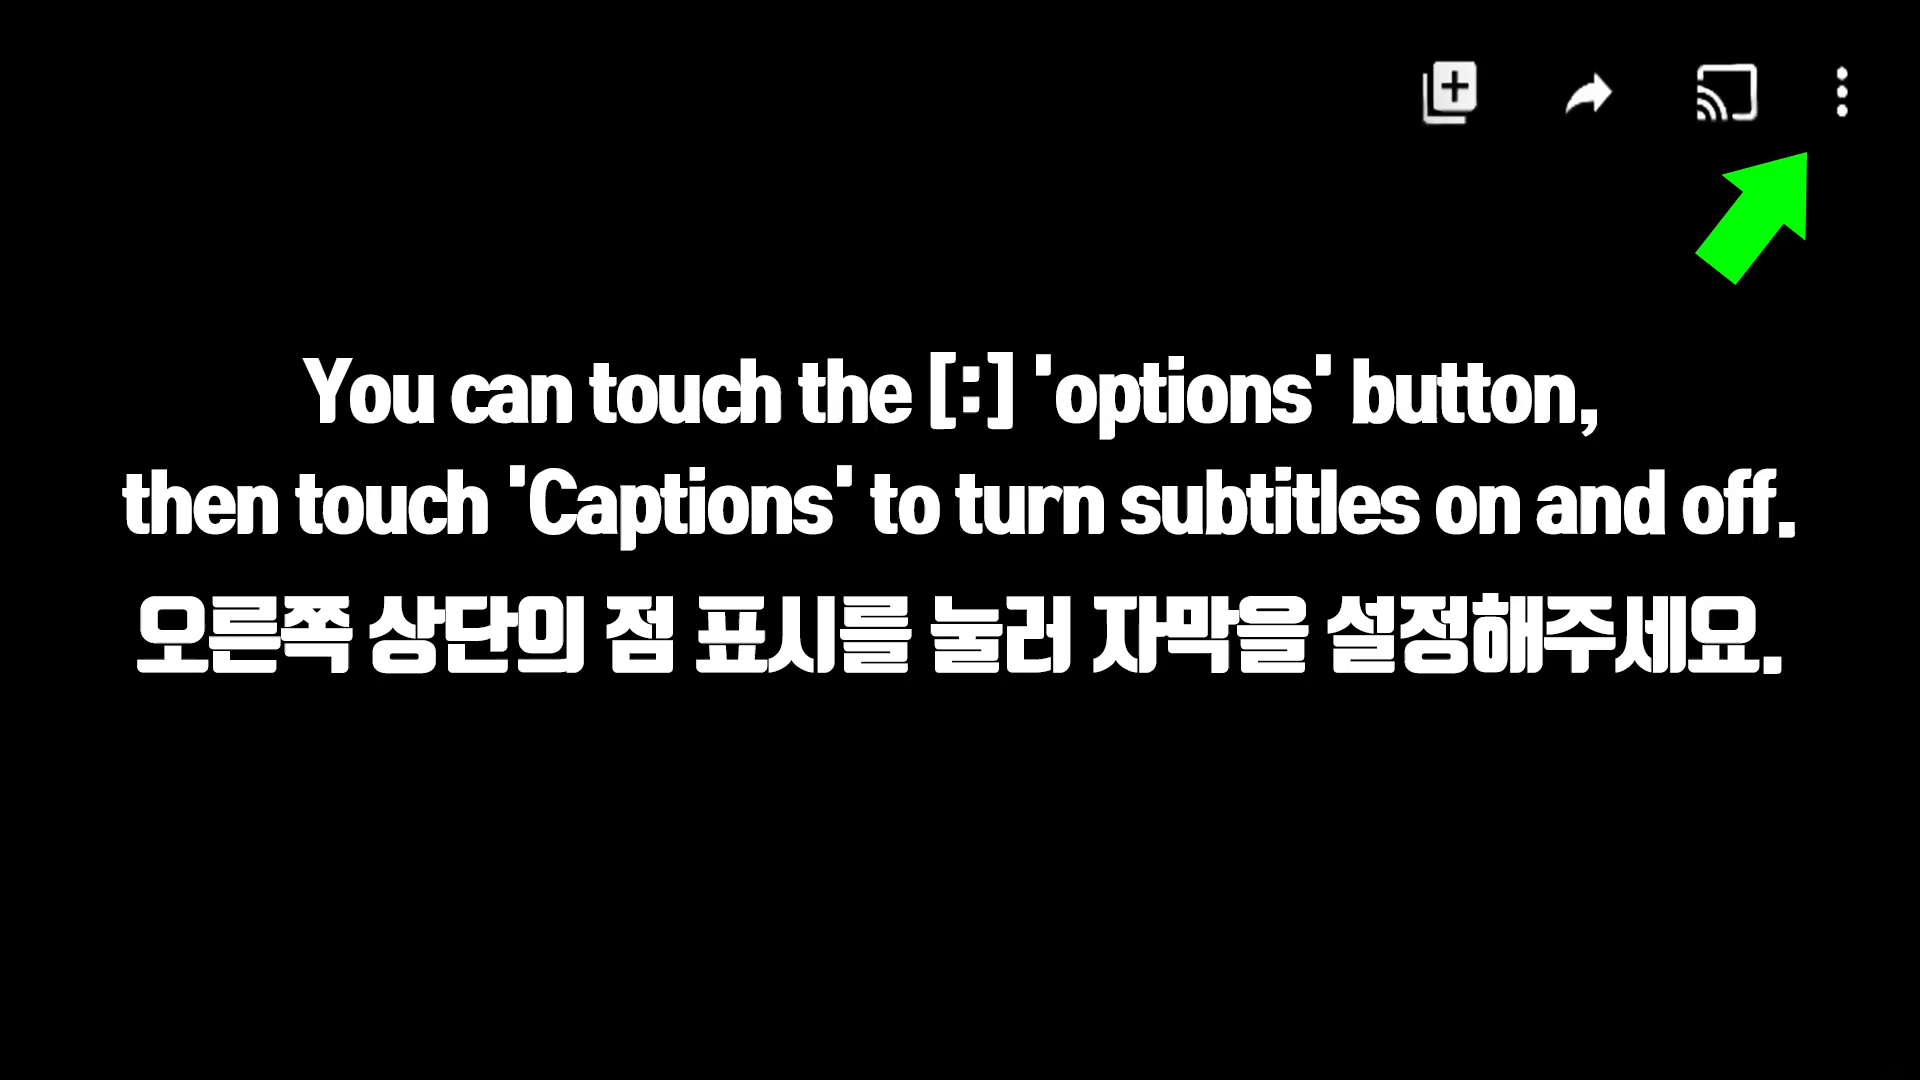 You can touch the [:] 'options' button,
then touch 'Captions' to turn subtitles on and off.
오른쪽 상단의 점 표시를 눌러 자막을 설정해주세요.